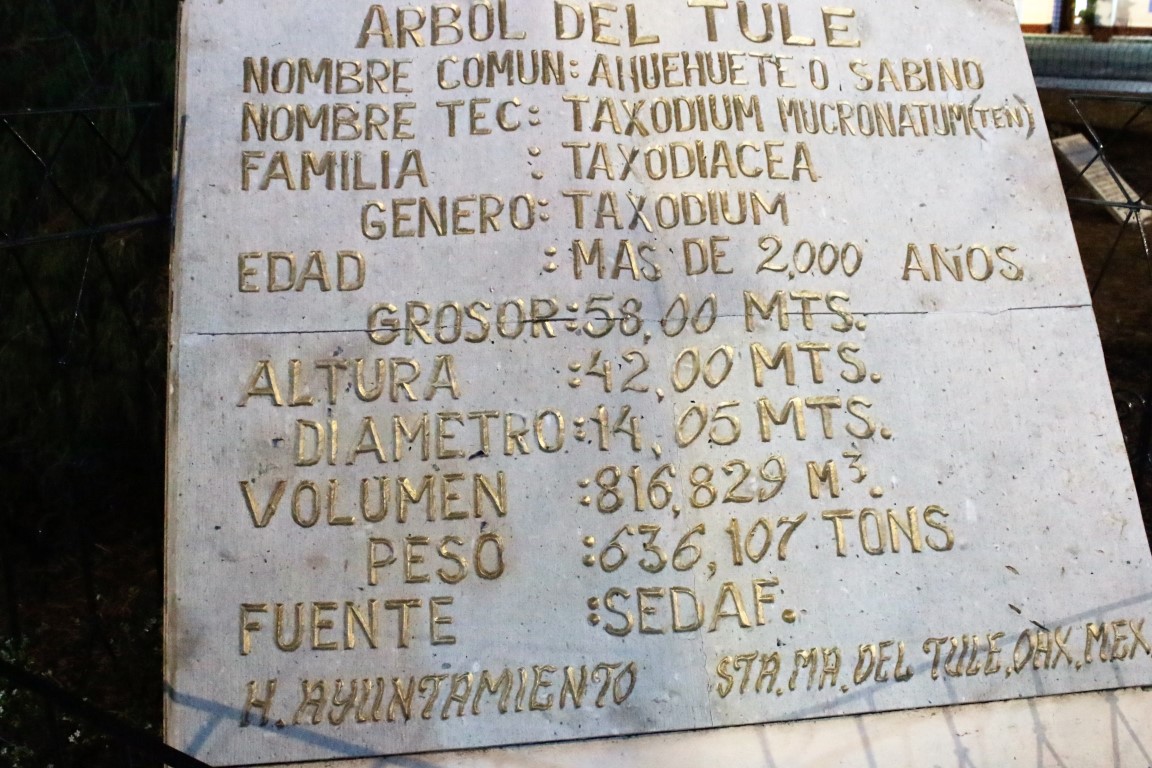 ARBOL DEL TULE
NOMBRE COMUN: AHUEHUETE O SABINO
NOMBRE TEC: TAXODIUM MUCRONATUM(TEN)
FAMILIA : TAXODIACEA
GENERO: TAXODIUM
EDAD : MAS DE 2,000 AÑOS
GROSOR:58,00 MTS.
ALTURA :42,00 MTS.
DIAMETRO:14,05 MTS.
VOLUMEN :816,829 M³.
PESO :636,107 TONS
FUENTE :SEDAF.
H. AYUNTAMIENTO STA.MA.DEL TULE,OAX.MEX